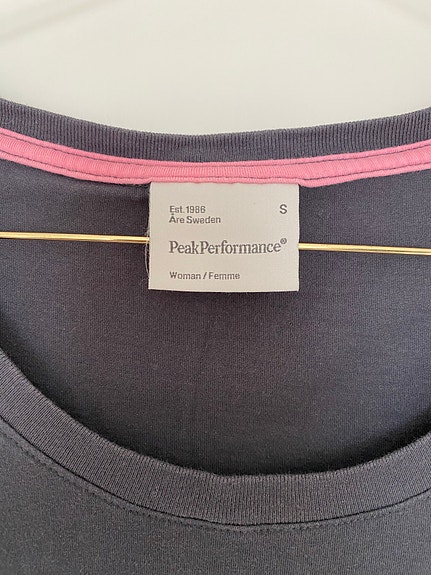 Est. 1986 S
Åre Sweden
PeakPerformance®
Woman / Femme